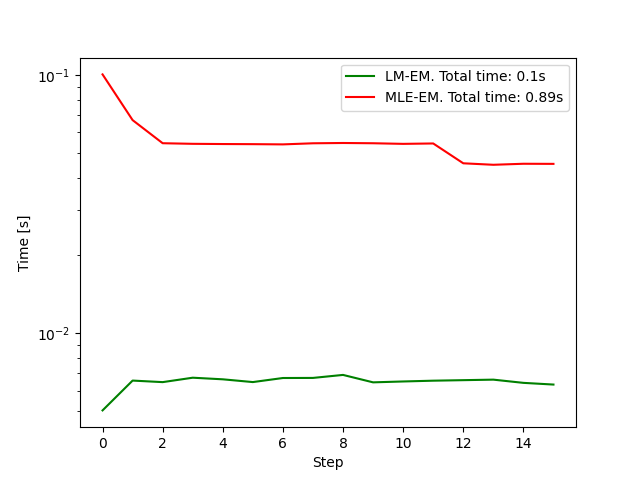 LM-EM. Total time: 0.1s
MLE-EM. Total time: 0.89s
10⁻¹
10⁻²
Time [s]
0 2 4 6 8 10 12 14
Step